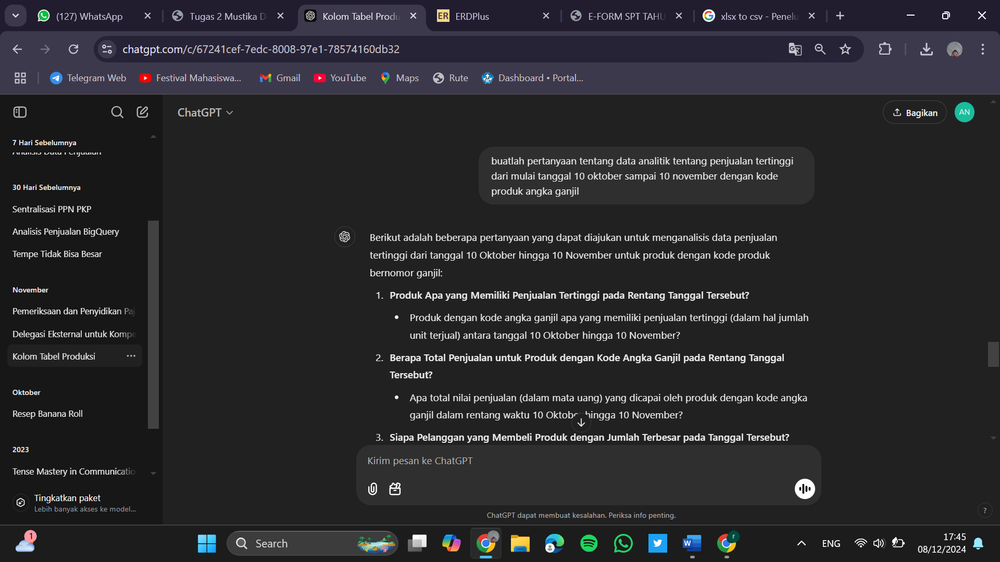 (127) WhatsApp
Tugas 2 Mustika D
Kolom Tabel Produ
ER ERDPlus
E-FORM SPT TAHU
xlsx to csv - Penelu
chatgpt.com/c/67241cef-7edc-8008-97e1-78574160db32
Telegram Web
Festival Mahasiswa...
Gmail
YouTube
Maps
Rute
Dashboard • Portal...
ChatGPT
Bagikan
AN
7 Hari Sebelumnya
Analisis Data Penjualan
30 Hari Sebelumnya
Sentralisasi PPN PKP
Analisis Penjualan BigQuery
Tempe Tidak Bisa Besar
November
Pemeriksaan dan Penyidikan Paj
Delegasi Eksternal untuk Kompe
Kolom Tabel Produksi
Oktober
Resep Banana Roll
2023
Tense Mastery in Communicatio
Tingkatkan paket
Lebih banyak akses ke model...
buatlah pertanyaan tentang data analitik tentang penjualan tertinggi
dari mulai tanggal 10 oktober sampai 10 november dengan kode
produk angka ganjil
Berikut adalah beberapa pertanyaan yang dapat diajukan untuk menganalisis data penjualan
tertinggi dari tanggal 10 Oktober hingga 10 November untuk produk dengan kode produk
bernomor ganjil:
1. Produk Apa yang Memiliki Penjualan Tertinggi pada Rentang Tanggal Tersebut?
• Produk dengan kode angka ganjil apa yang memiliki penjualan tertinggi (dalam hal jumlah
unit terjual) antara tanggal 10 Oktober hingga 10 November?
2. Berapa Total Penjualan untuk Produk dengan Kode Angka Ganjil pada Rentang Tanggal
Tersebut?
• Apa total nilai penjualan (dalam mata uang) yang dicapai oleh produk dengan kode angka
ganjil dalam rentang waktu 10 Oktober hingga 10 November?
3. Siapa Pelanggan yang Membeli Produk dengan Jumlah Terbesar pada Tanggal Tersebut?
Kirim pesan ke ChatGPT
ChatGPT dapat membuat kesalahan. Periksa info penting.
?
1
Search
ENG
17:45
08/12/2024